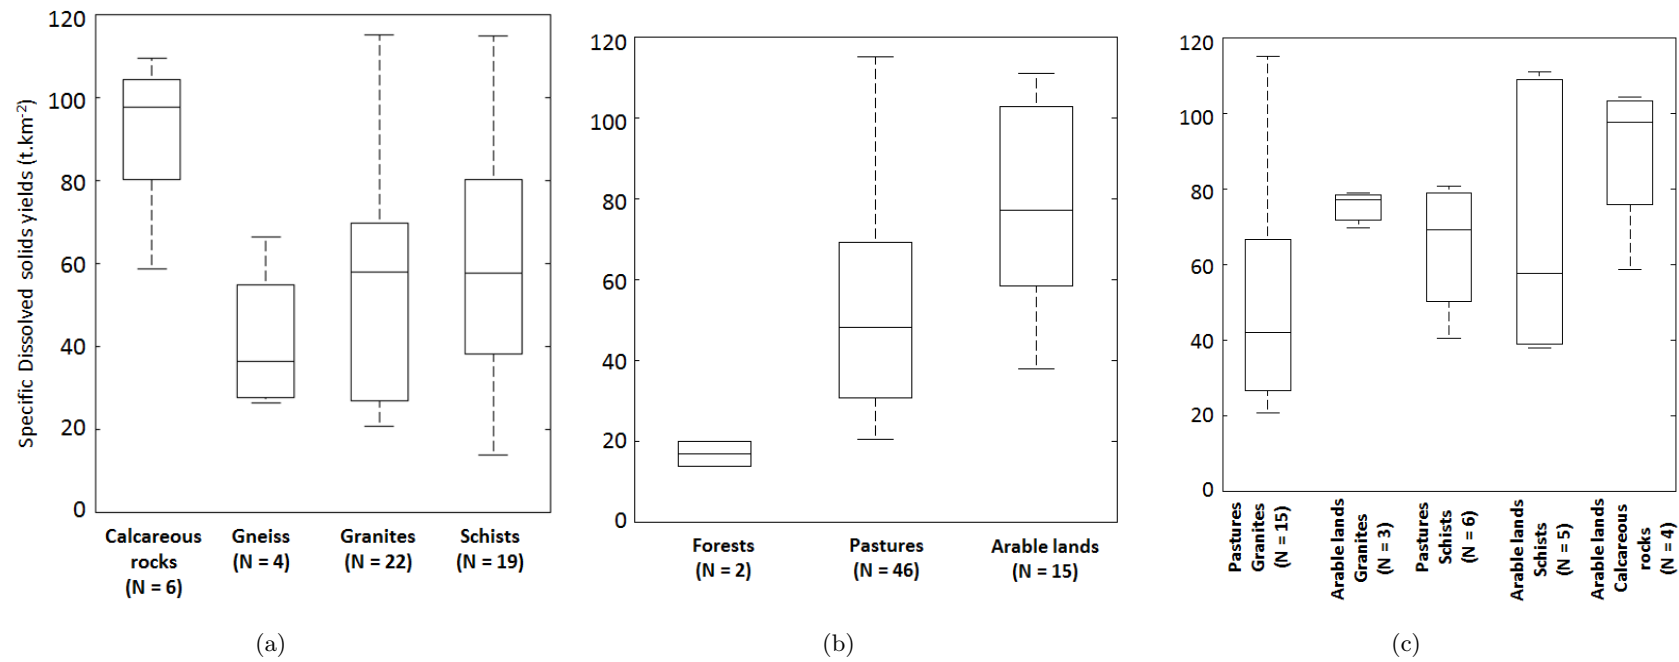 Specific Dissolved solids yields (t.km-2)
120
100
80
60
40
20
0
Calcareous
rocks
(N = 6)
Gneiss
(N = 4)
Granites
(N = 22)
Schists
(N = 19)
(a)
120
100
80
60
40
20
0
Forests
(N = 2)
Pastures
(N = 46)
Arable lands
(N = 15)
(b)
120
100
80
60
40
20
0
Pastures
Granites
(N = 15)
Arable lands
Granites
(N = 3)
Pastures
Schists
(N = 6)
Arable lands
Schists
(N = 5)
Arable lands
Calcareous
rocks
(N = 4)
(c)